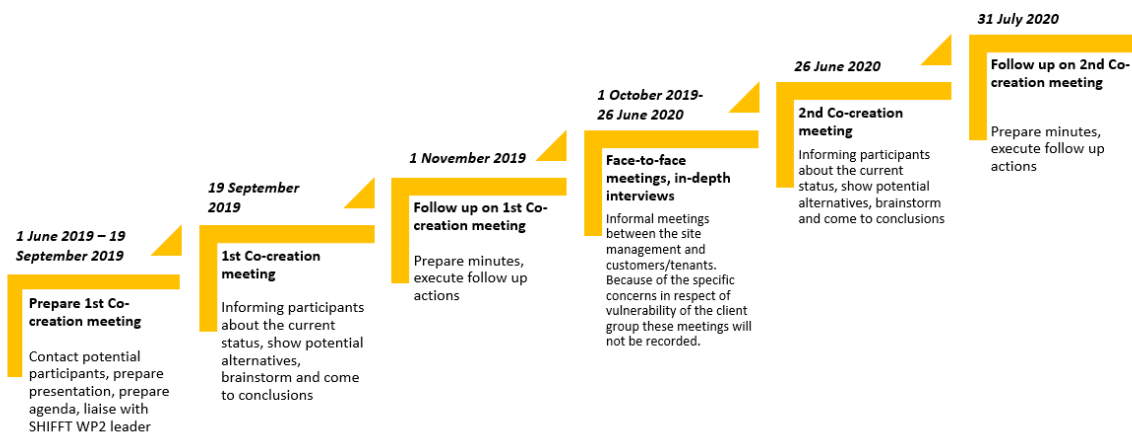 1 June 2019 – 19
September 2019
Prepare 1st Co-
creation meeting
Contact potential
participants, prepare
presentation, prepare
agenda, liaise with
SHIFFT WP2 leader
19 September
2019
1st Co-creation
meeting
Informing participants
about the current
status, show potential
alternatives,
brainstorm and come
to conclusions
1 November 2019
Follow up on 1st Co-
creation meeting
Prepare minutes,
execute follow up
actions
1 October 2019-
26 June 2020
Face-to-face
meetings, in-depth
interviews
Informal meetings
between the site
management and
customers/tenants.
Because of the specific
concerns in respect of
vulnerability of the client
group these meetings will
not be recorded.
26 June 2020
2nd Co-creation
meeting
Informing participants
about the current
status, show potential
alternatives, brainstorm
and come to conclusions
31 July 2020
Follow up on 2nd Co-
creation meeting
Prepare minutes,
execute follow up
actions